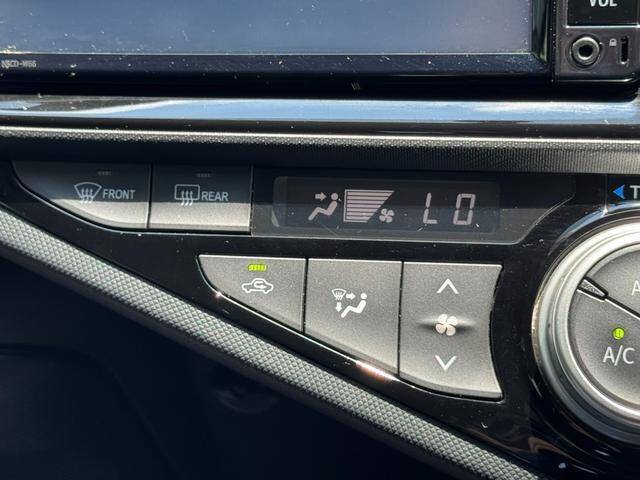 VOL
NSCD-W66
FRONT
REAR
LO
A/C